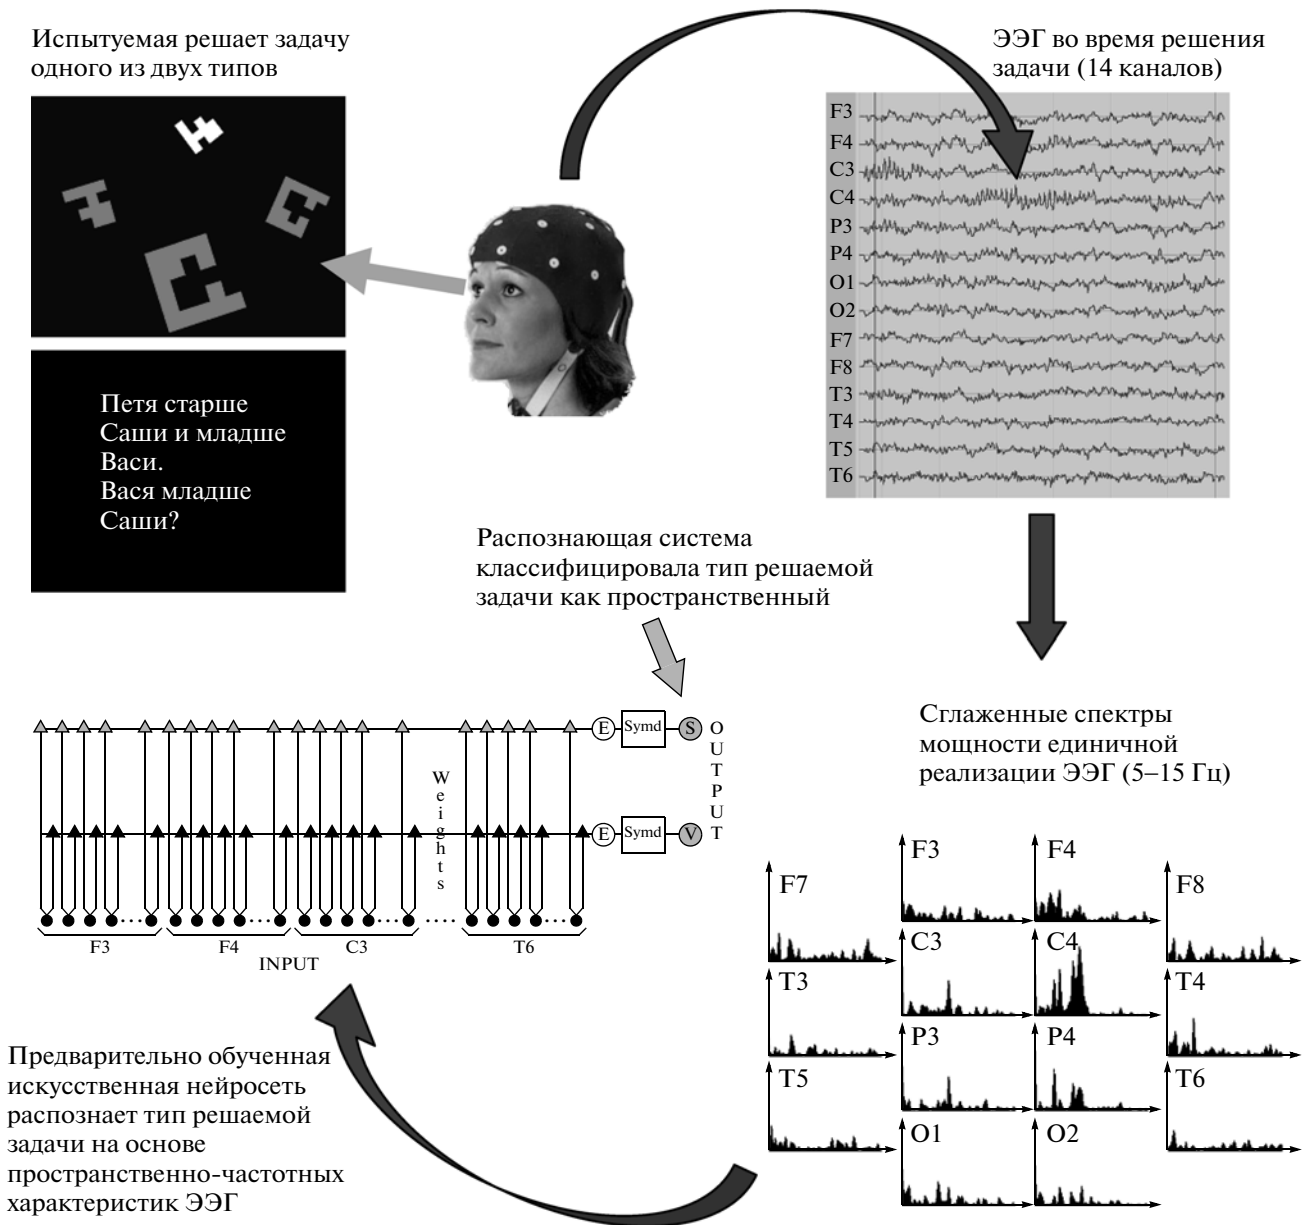 Испытуемая решает задачу
одного из двух типов
ЭЭГ во время решения
задачи (14 каналов)
F3
F4
C3
C4
P3
P4
O1
O2
F7
F8
T3
T4
T5
T6
Петя старше
Саши и младше
Васи.
Вася младше
Саши?
Распознающая система
классифицировала тип решаемой
задачи как пространственный
E
Symd
S
E
Symd
V
OUTPUT
Weights
F3
F4
C3
T6
INPUT
Сглаженные спектры
мощности единичной
реализации ЭЭГ (5–15 Гц)
F3
F4
F7
F8
C3
C4
T3
T4
P3
P4
T5
T6
O1
O2
Предварительно обученная
искусственная нейросеть
распознает тип решаемой
задачи на основе
пространственно-частотных
характеристик ЭЭГ